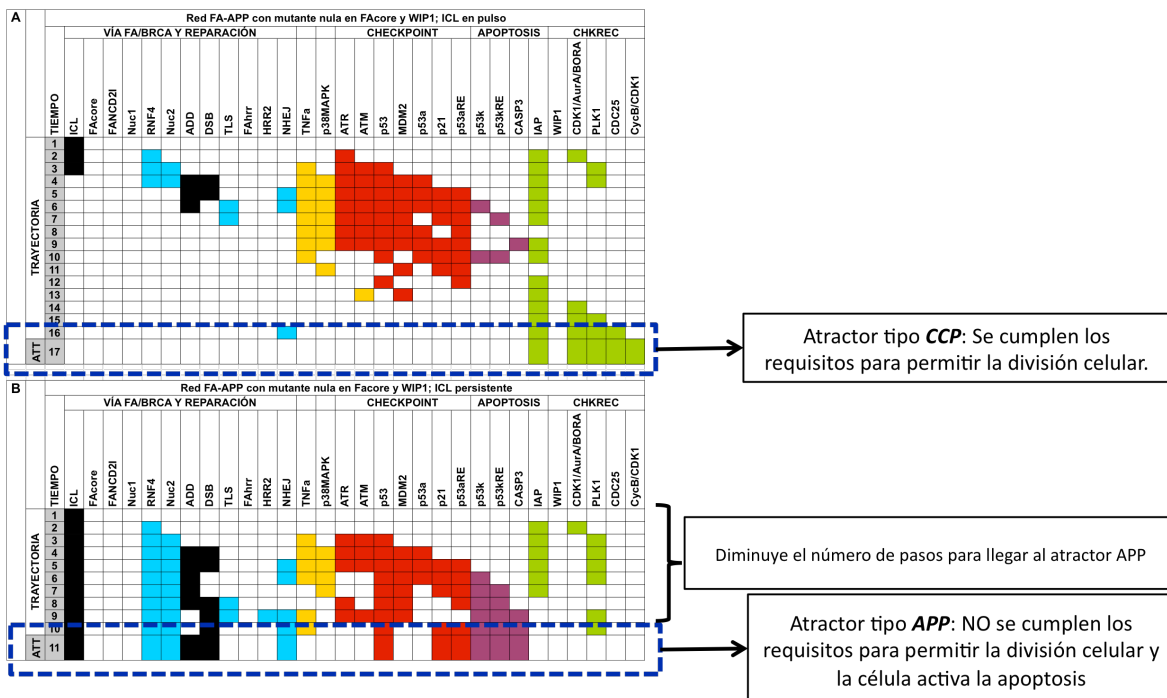 A
Red FA-APP con mutante nula en FAcore y WIP1; ICL en pulso
VÍA FA/BRCA Y REPARACIÓN
CHECKPOINT
APOPTOSIS
CHKREC
TIEMPO
ICL
FAcore
FANCD2I
Nuc1
RNF4
Nuc2
ADD
DSB
TLS
FAhrr
HRR2
NHEJ
TNFa
p38MAPK
ATR
ATM
p53
MDM2
p53a
p21
p53aRE
p53k
p53kRE
CASP3
IAP
WIP1
CDK1/AurA/BORA
PLK1
CDC25
CycB/CDK1
TRAYECTORIA
1
2
3
4
5
6
7
8
9
10
11
12
13
14
15
16
ATT
17
Atractor tipo CCP: Se cumplen los
requisitos para permitir la división celular.
B
Red FA-APP con mutante nula en Facore y WIP1; ICL persistente
VÍA FA/BRCA Y REPARACIÓN
CHECKPOINT
APOPTOSIS
CHKREC
TIEMPO
ICL
FAcore
FANCD2I
Nuc1
RNF4
Nuc2
ADD
DSB
TLS
FAhrr
HRR2
NHEJ
TNFa
p38MAPK
ATR
ATM
p53
MDM2
p53a
p21
p53aRE
p53k
p53kRE
CASP3
IAP
WIP1
CDK1/AurA/BORA
PLK1
CDC25
CycB/CDK1
TRAYECTORIA
1
2
3
4
5
6
7
8
9
10
ATT
11
Diminuye el número de pasos para llegar al atractor APP
Atractor tipo APP: NO se cumplen los
requisitos para permitir la división celular y
la célula activa la apoptosis